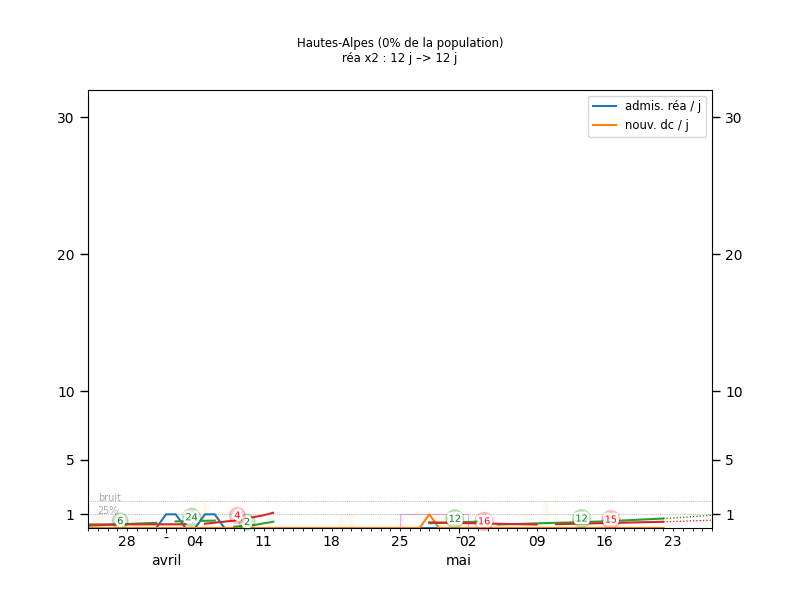 Hautes-Alpes (0% de la population)
réa x2 : 12 j –> 12 j
admis. réa / j
nouv. dc / j
30 30
20 20
10 10
5 5
bruit
25%
1 1
6 24 4 2 12 16 12 15
28 04 11 18 25 02 09 16 23
avril mai